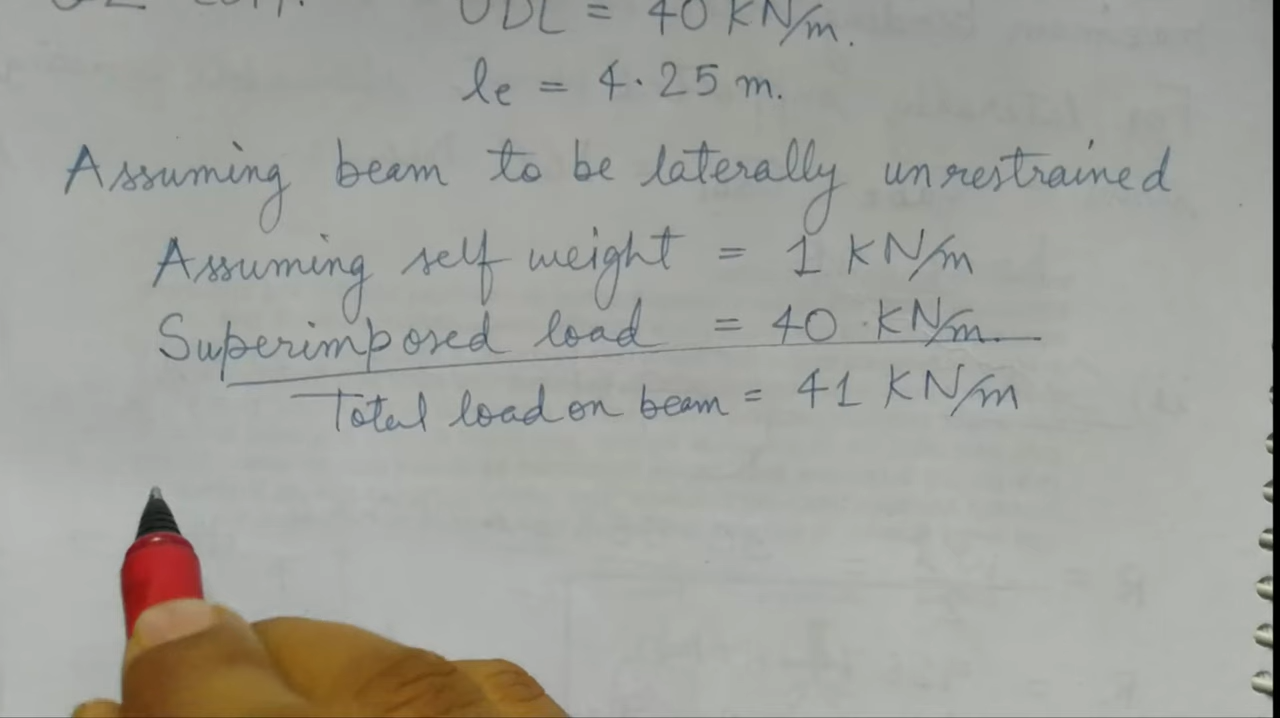 UDL = 40 KN/m.
le = 4.25 m.
Assuming beam to be laterally unrestrained
Assuming self weight = 1 KN/m
Superimposed load = 40 KN/m.
Total load on beam = 41 KN/m